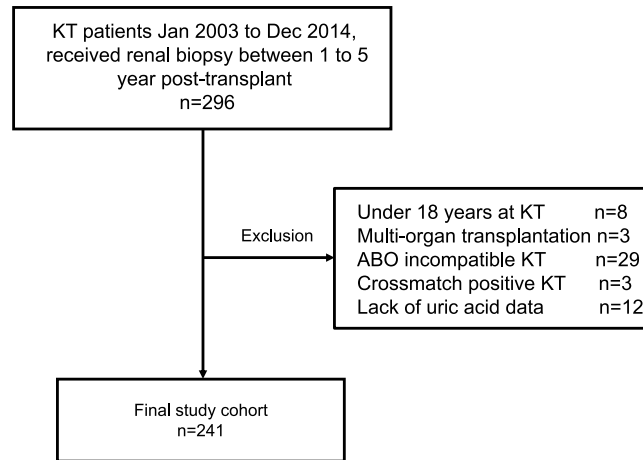 KT patients Jan 2003 to Dec 2014,
received renal biopsy between 1 to 5
year post-transplant
n=296
Exclusion
Under 18 years at KT n=8
Multi-organ transplantation n=3
ABO incompatible KT n=29
Crossmatch positive KT n=3
Lack of uric acid data n=12
Final study cohort
n=241